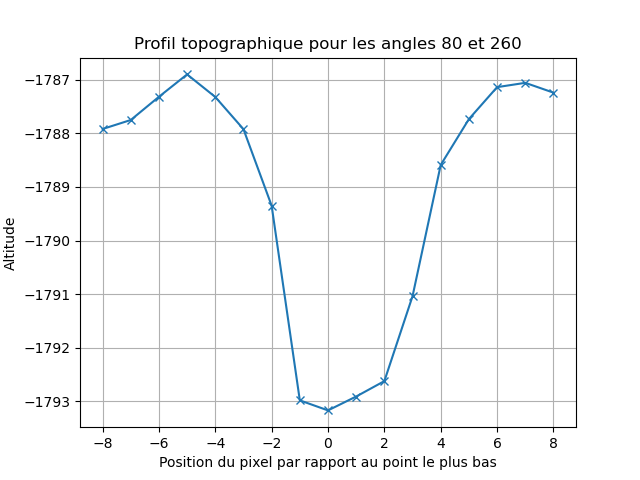 Profil topographique pour les angles 80 et 260
Altitude
−1787
−1788
−1789
−1790
−1791
−1792
−1793
−8 −6 −4 −2 0 2 4 6 8
Position du pixel par rapport au point le plus bas